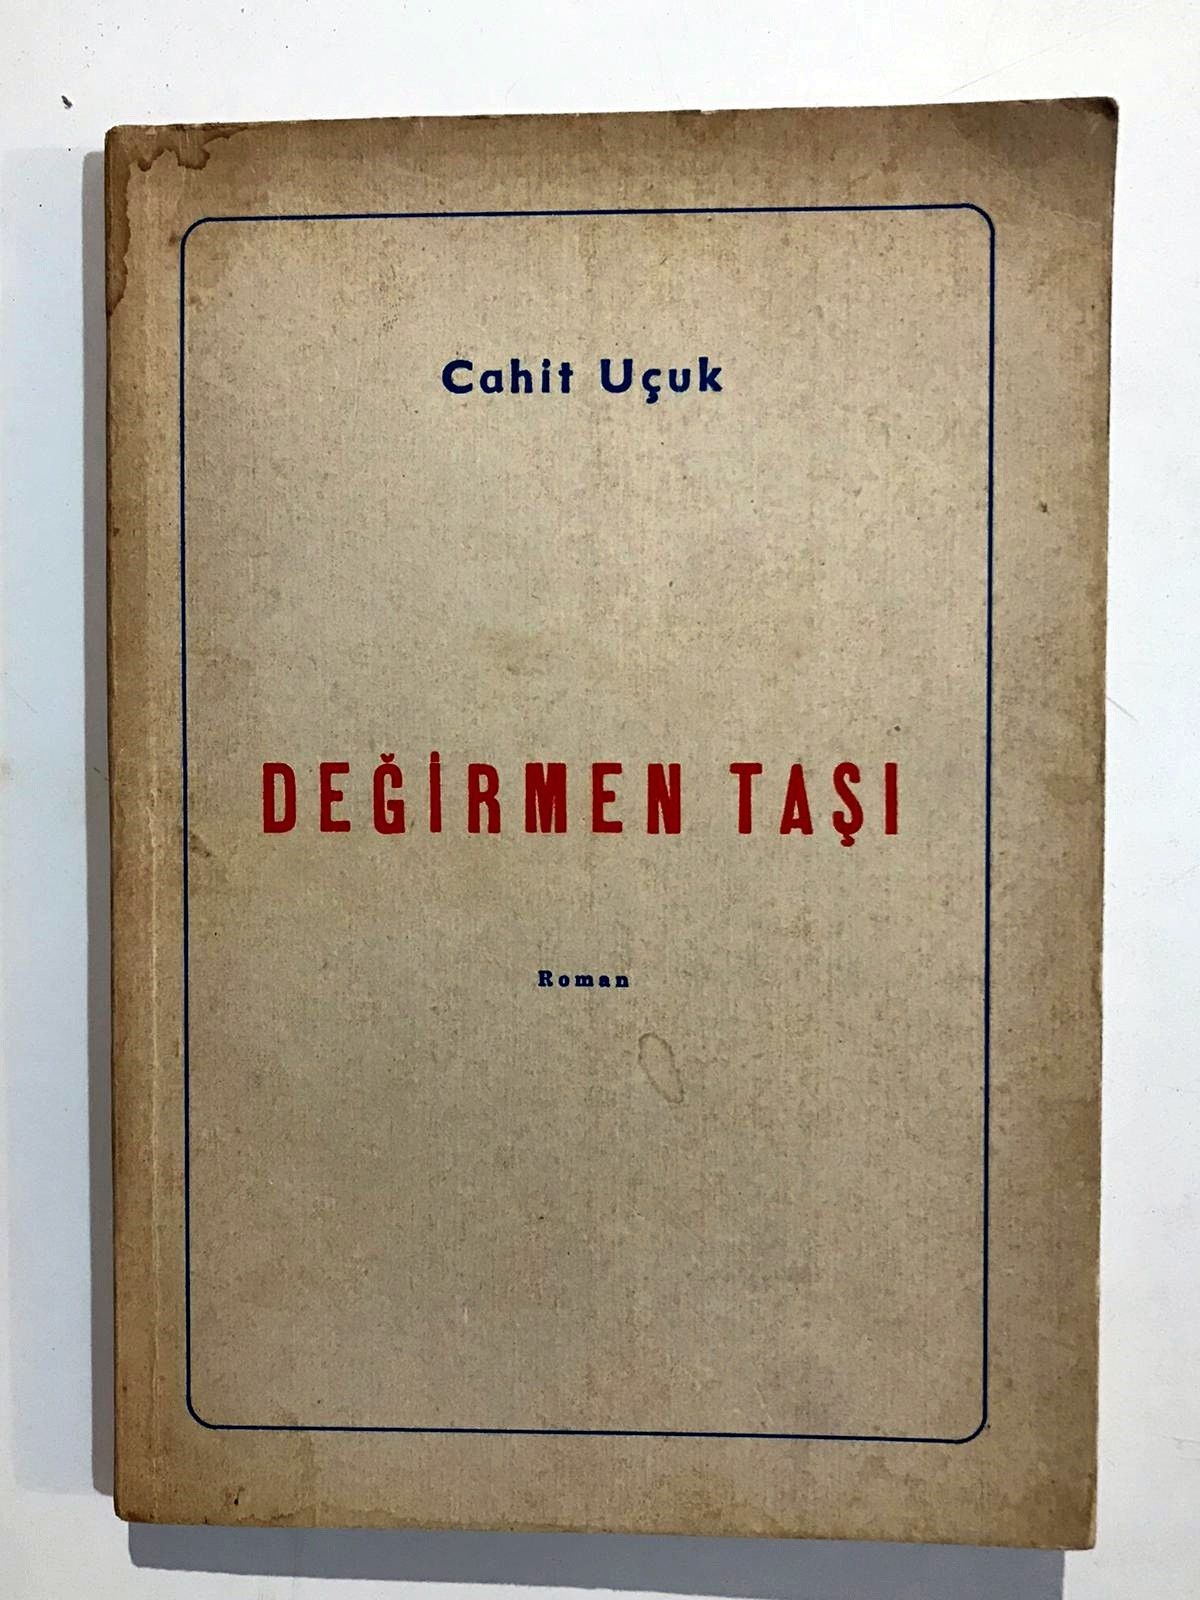 Cahit Uçuk
DEĞİRMEN TAŞI
Roman